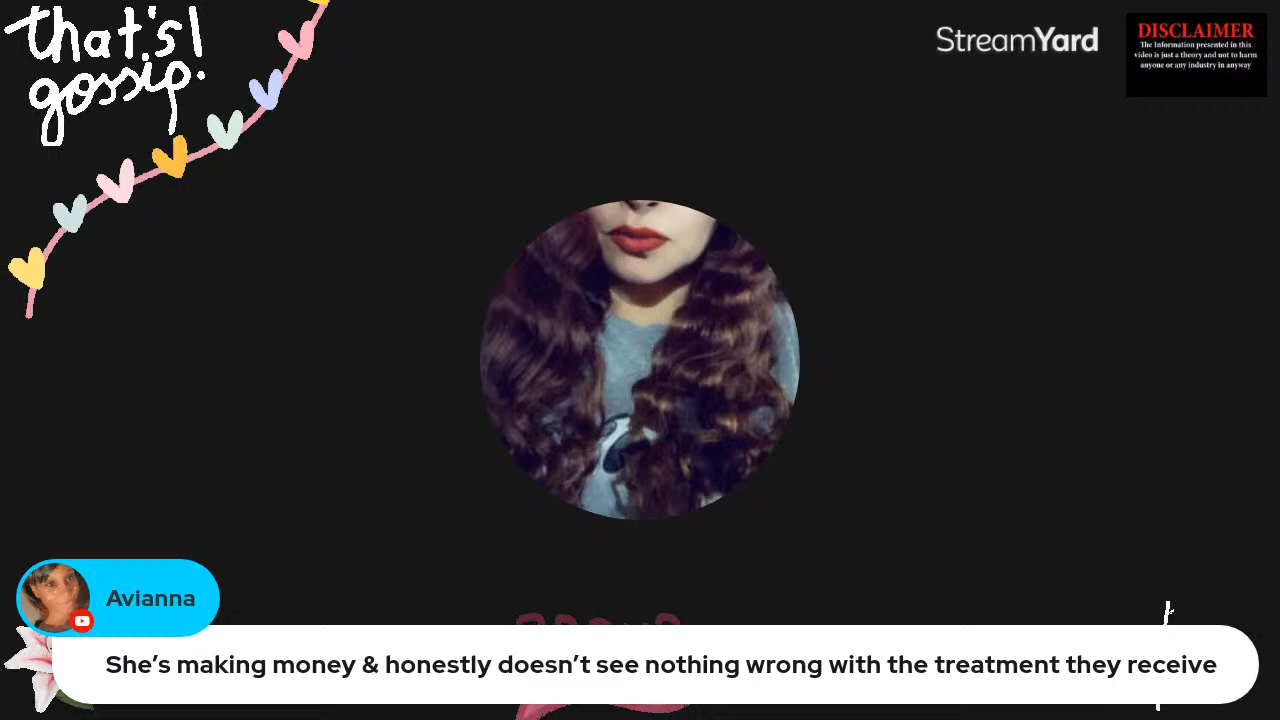 that's!
gossip.
StreamYard
DISCLAIMER
The Information presented in this
video is just a theory and not to harm
anyone or any industry in anyway
Avianna
She’s making money & honestly doesn’t see nothing wrong with the treatment they receive